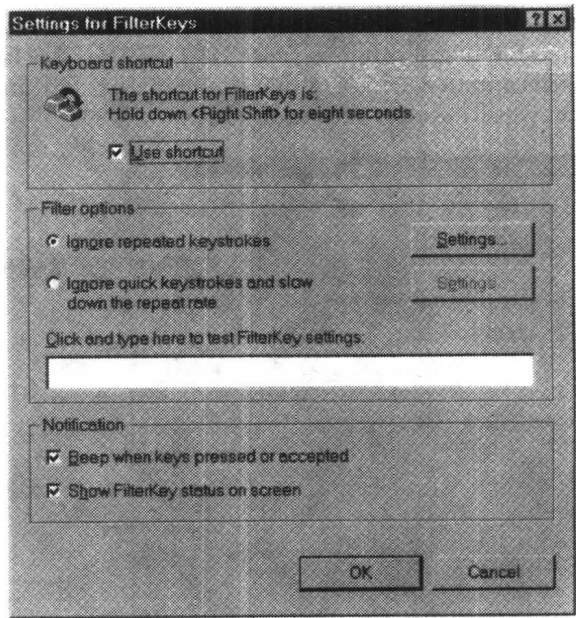 Settings for FilterKeys
Keyboard shortcut
The shortcut for FilterKeys is:
Hold down <Right Shift> for eight seconds.
Use shortcut
Filter options
Ignore repeated keystrokes
Settings...
Ignore quick keystrokes and slow
down the repeat rate
Settings
Click and type here to test FilterKey settings:
Notification
Beep when keys pressed or accepted
Show FilterKey status on screen
OK
Cancel